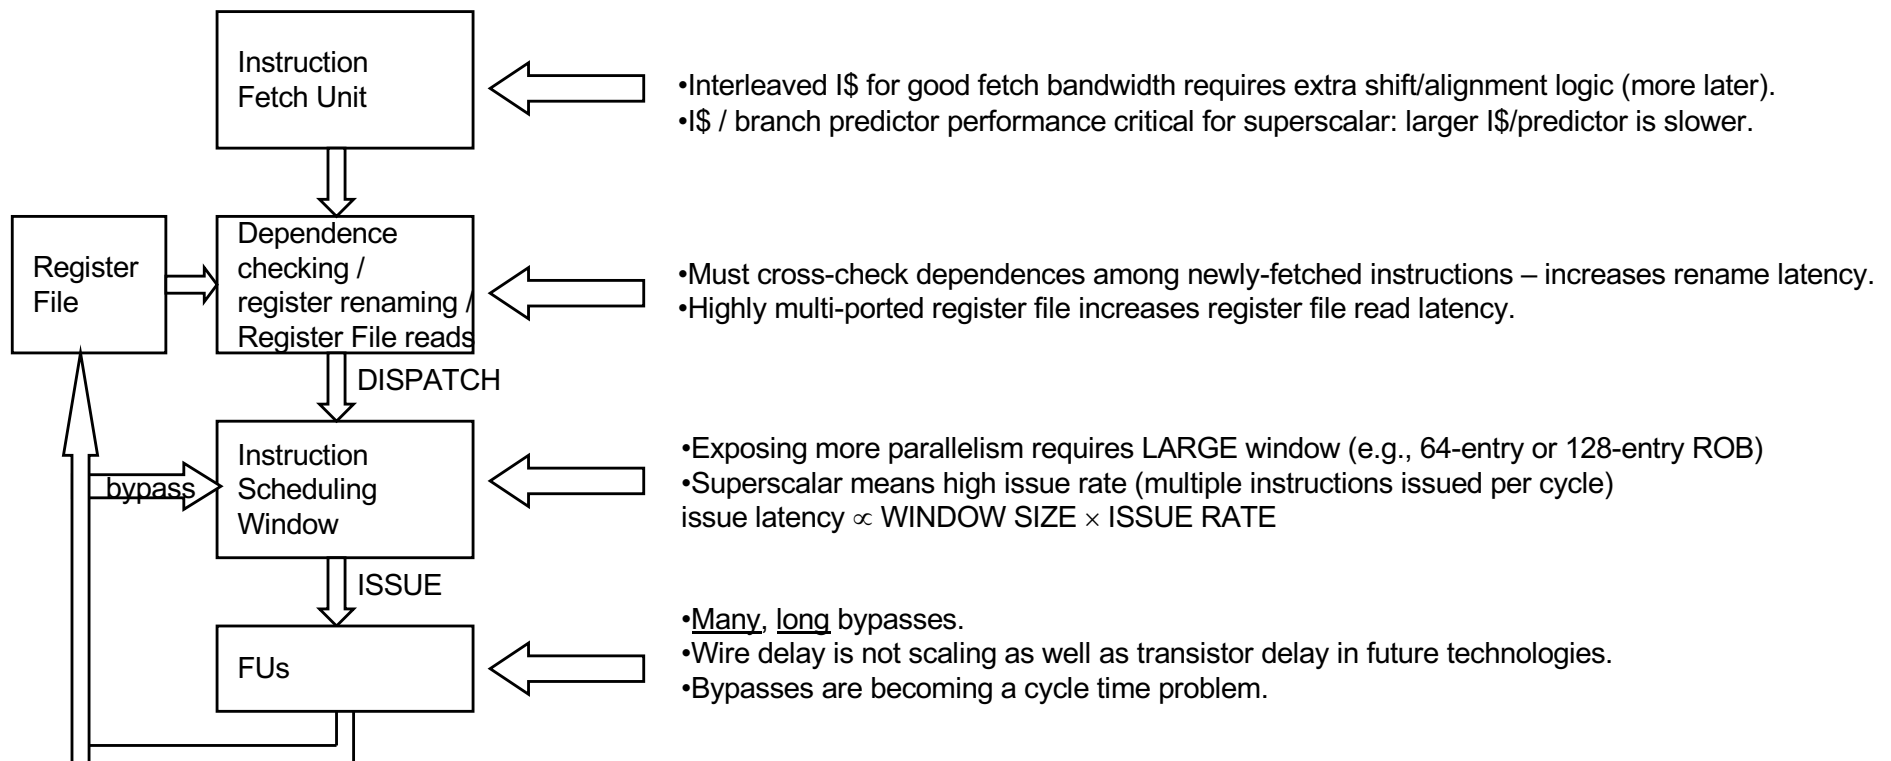 Instruction
Fetch Unit
•Interleaved I$ for good fetch bandwidth requires extra shift/alignment logic (more later).
•I$ / branch predictor performance critical for superscalar: larger I$/predictor is slower.
Register
File
Dependence
checking /
register renaming /
Register File reads
•Must cross-check dependences among newly-fetched instructions – increases rename latency.
•Highly multi-ported register file increases register file read latency.
DISPATCH
bypass
Instruction
Scheduling
Window
•Exposing more parallelism requires LARGE window (e.g., 64-entry or 128-entry ROB)
•Superscalar means high issue rate (multiple instructions issued per cycle)
issue latency ∝ WINDOW SIZE × ISSUE RATE
ISSUE
FUs
•Many, long bypasses.
•Wire delay is not scaling as well as transistor delay in future technologies.
•Bypasses are becoming a cycle time problem.